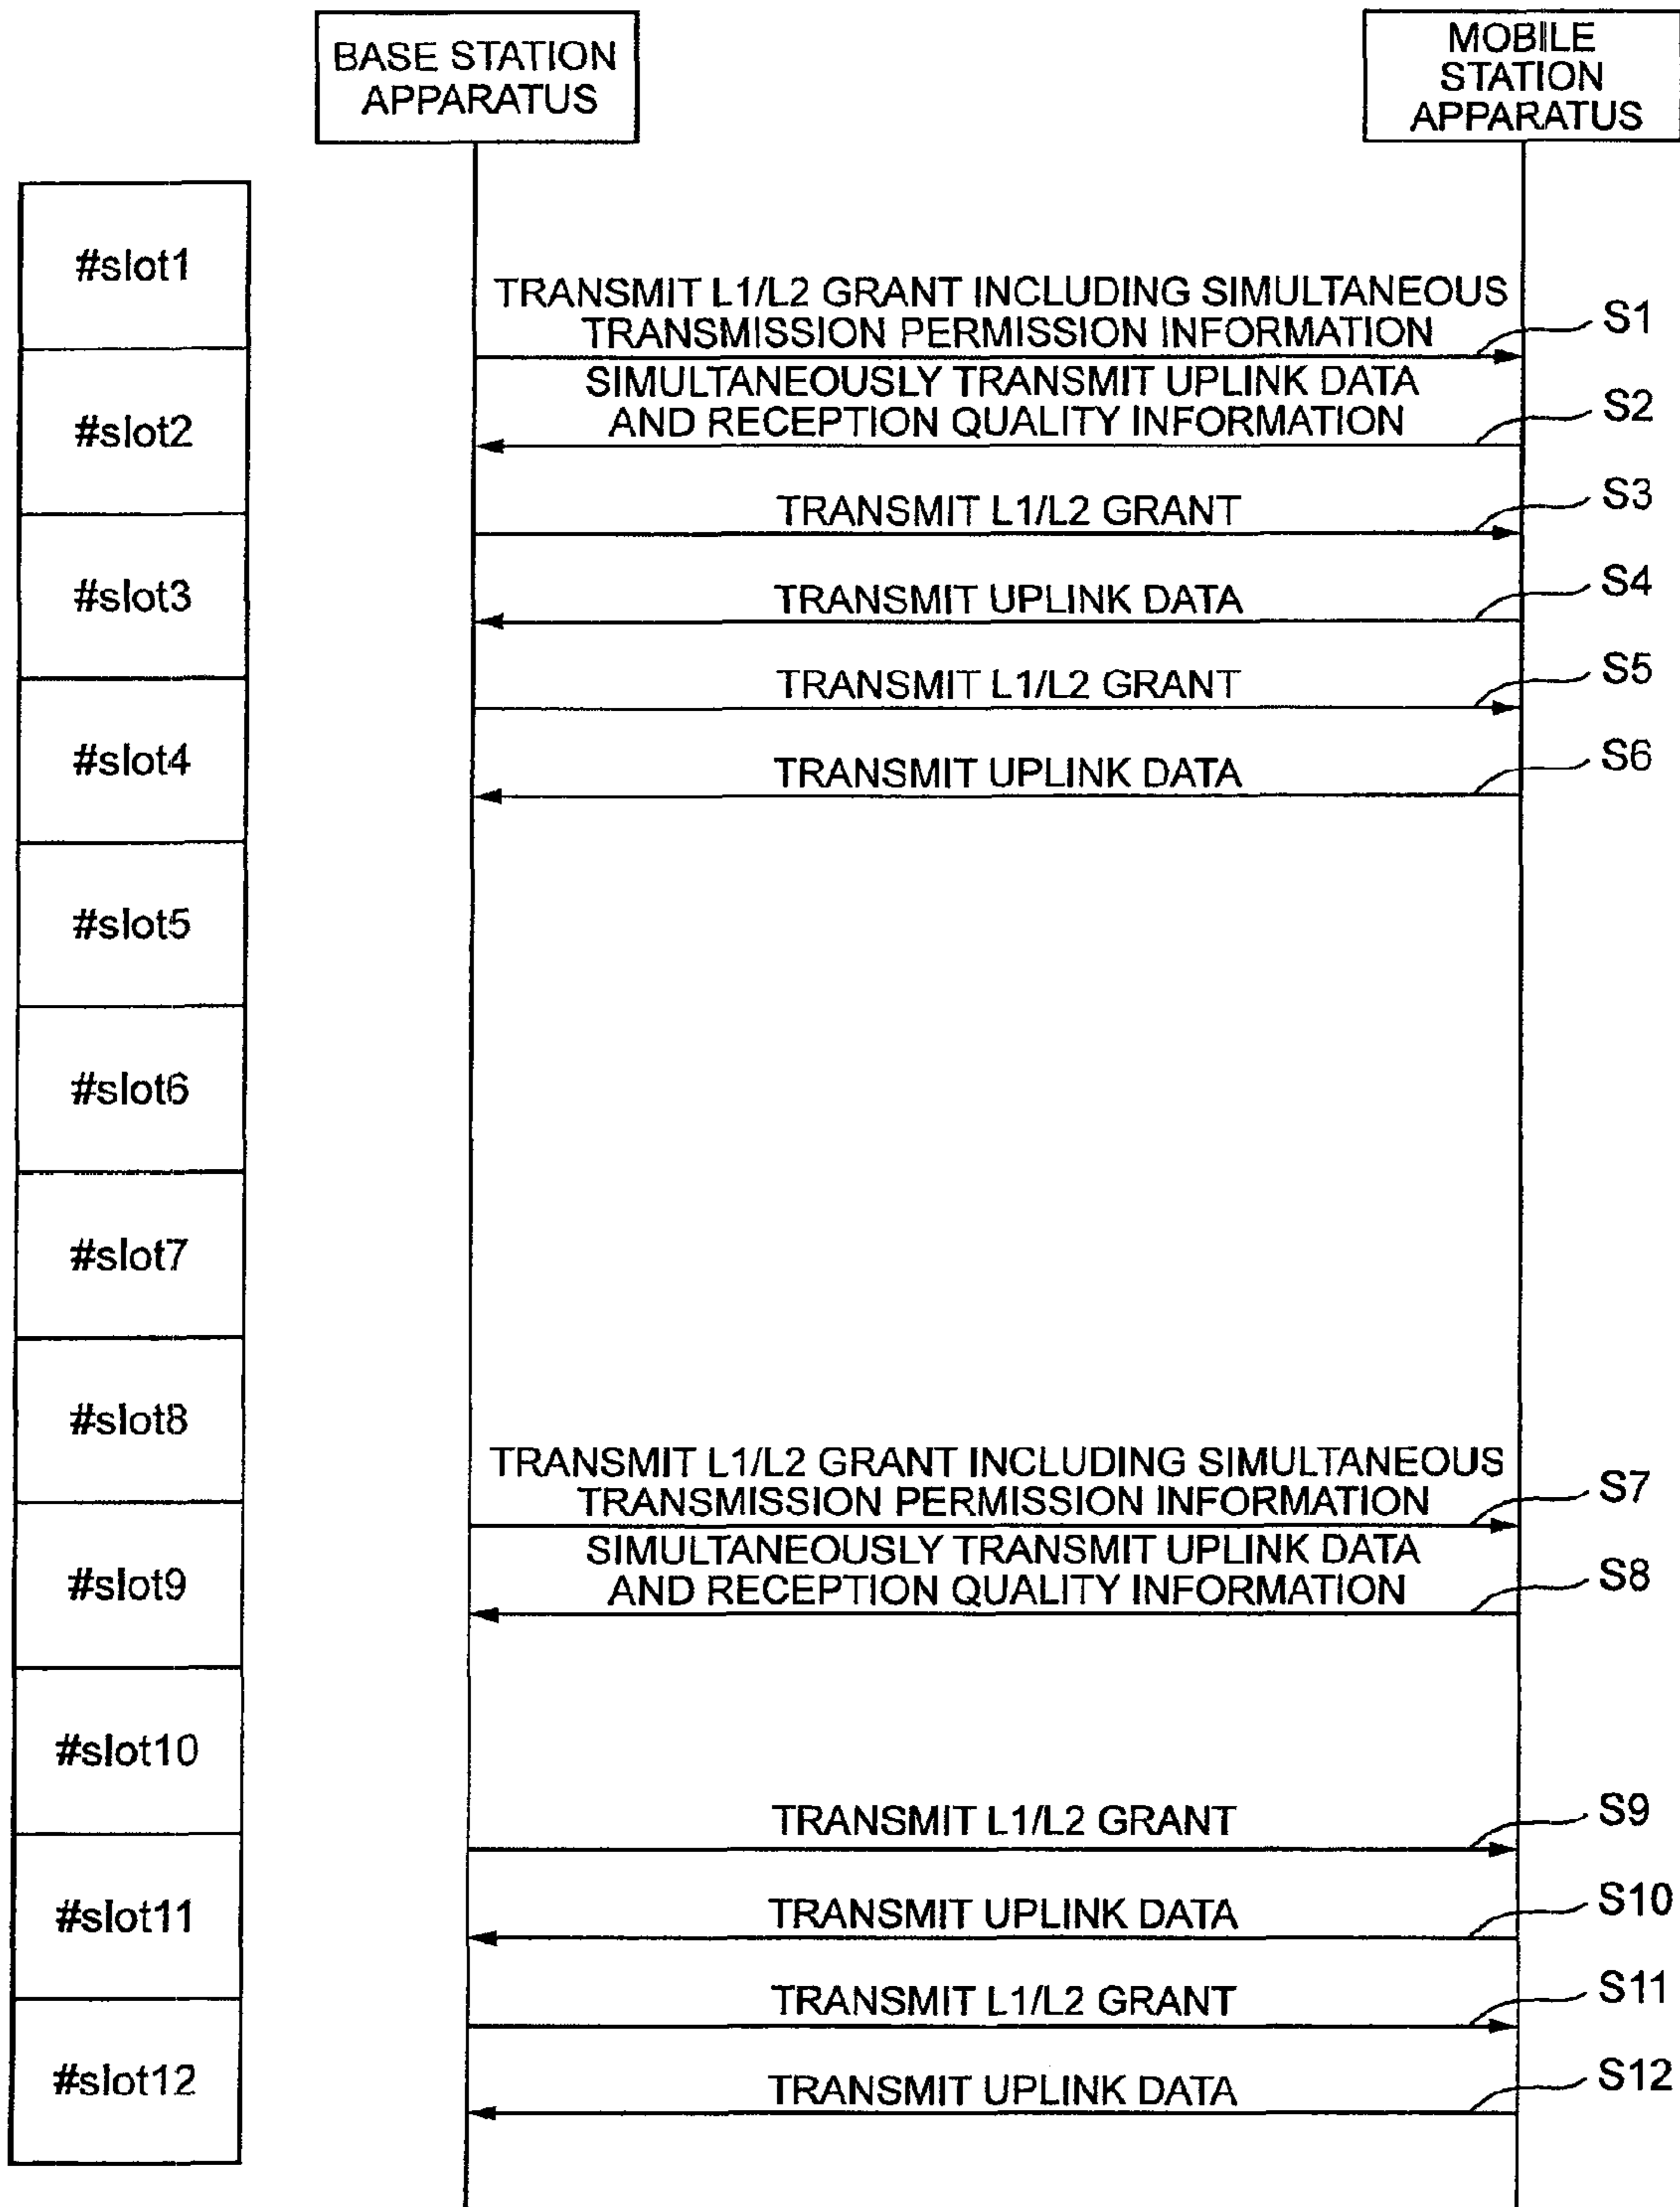 BASE STATION
APPARATUS
MOBILE
STATION
APPARATUS
#slot1
TRANSMIT L1/L2 GRANT INCLUDING SIMULTANEOUS
TRANSMISSION PERMISSION INFORMATION
S1
#slot2
SIMULTANEOUSLY TRANSMIT UPLINK DATA
AND RECEPTION QUALITY INFORMATION
S2
TRANSMIT L1/L2 GRANT
S3
#slot3
TRANSMIT UPLINK DATA
S4
TRANSMIT L1/L2 GRANT
S5
#slot4
TRANSMIT UPLINK DATA
S6
#slot5
#slot6
#slot7
#slot8
TRANSMIT L1/L2 GRANT INCLUDING SIMULTANEOUS
TRANSMISSION PERMISSION INFORMATION
S7
#slot9
SIMULTANEOUSLY TRANSMIT UPLINK DATA
AND RECEPTION QUALITY INFORMATION
S8
#slot10
TRANSMIT L1/L2 GRANT
S9
#slot11
TRANSMIT UPLINK DATA
S10
TRANSMIT L1/L2 GRANT
S11
#slot12
TRANSMIT UPLINK DATA
S12